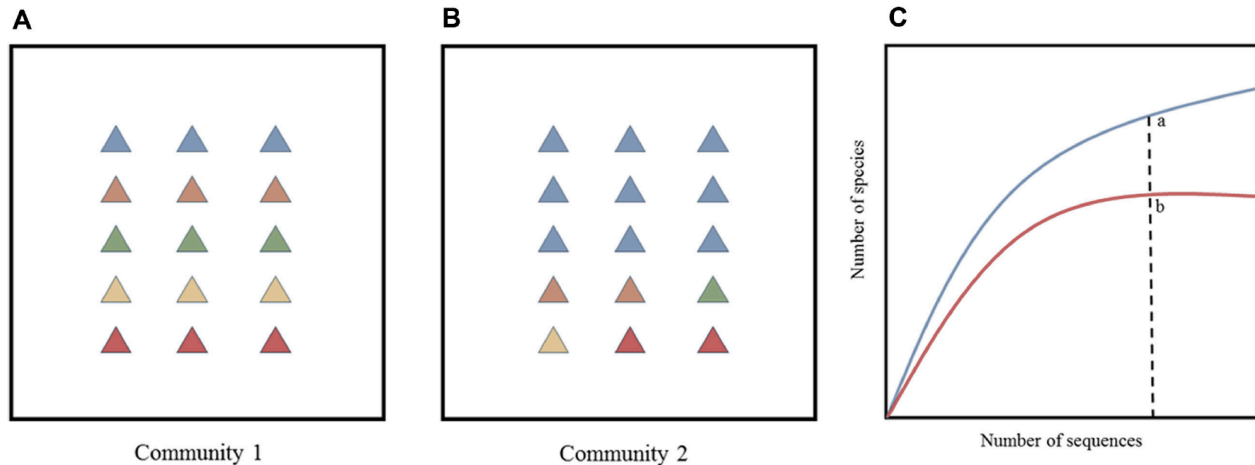 A
B
C
Community 1
Community 2
Number of species
a
b
Number of sequences